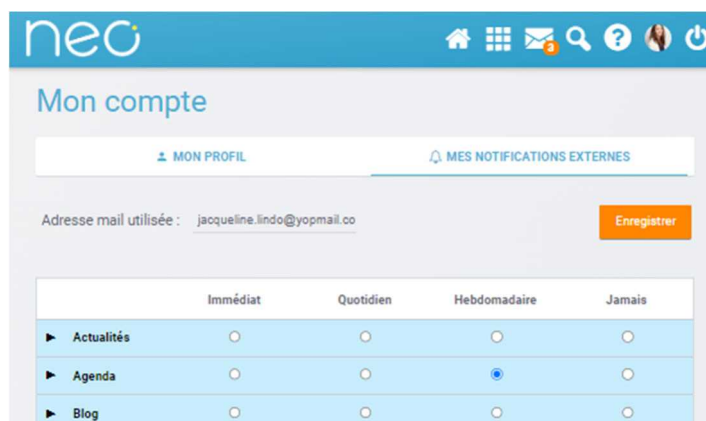 neo
3
Mon compte
MON PROFIL MES NOTIFICATIONS EXTERNES
Adresse mail utilisée : jacqueline.lindo@yopmail.co Enregistrer
Immédiat Quotidien Hebdomadaire Jamais
Actualités
Agenda
Blog